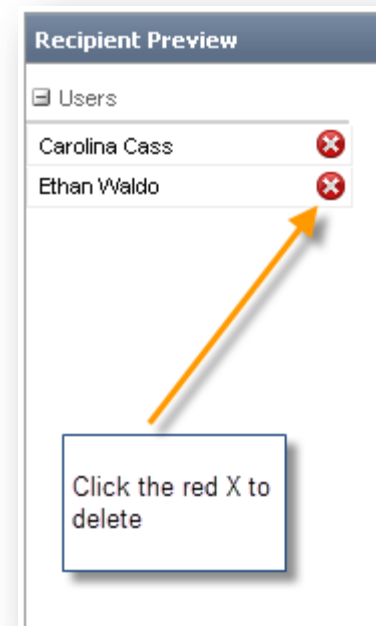 Recipient Preview
Users
Carolina Cass
Ethan Waldo
Click the red X to
delete